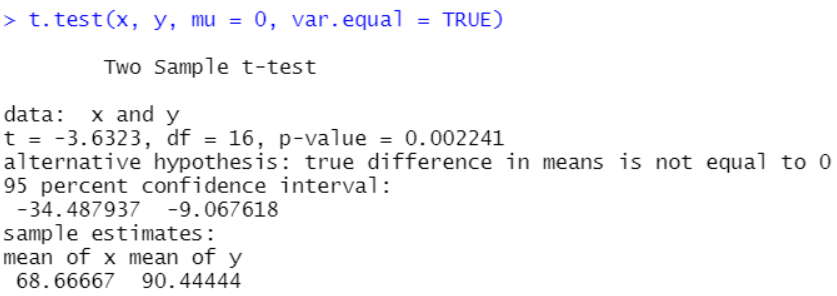 > t.test(x, y, mu = 0, var.equal = TRUE)
Two Sample t-test
data:  x and y
t = -3.6323, df = 16, p-value = 0.002241
alternative hypothesis: true difference in means is not equal to 0
95 percent confidence interval:
-34.487937  -9.067618
sample estimates:
mean of x mean of y
68.66667  90.44444